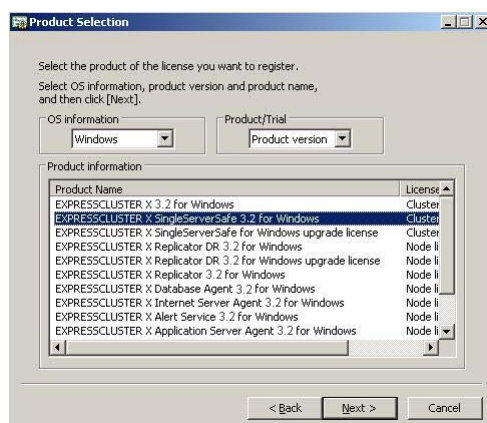 Product Selection
Select the product of the license you want to register.
Select OS information, product version and product name,
and then click [Next].
OS information
Product/Trial
Windows
Product version
Product information
Product Name License
EXPRESSCLUSTER X 3.2 for Windows Cluster
EXPRESSCLUSTER X SingleServerSafe 3.2 for Windows Cluster
EXPRESSCLUSTER X SingleServerSafe for Windows upgrade license Cluster
EXPRESSCLUSTER X Replicator DR 3.2 for Windows Node li
EXPRESSCLUSTER X Replicator DR 3.2 for Windows upgrade license Node li
EXPRESSCLUSTER X Replicator 3.2 for Windows Node li
EXPRESSCLUSTER X Database Agent 3.2 for Windows Node li
EXPRESSCLUSTER X Internet Server Agent 3.2 for Windows Node li
EXPRESSCLUSTER X Alert Service 3.2 for Windows Node li
EXPRESSCLUSTER X Application Server Agent 3.2 for Windows Node li
< Back Next > Cancel